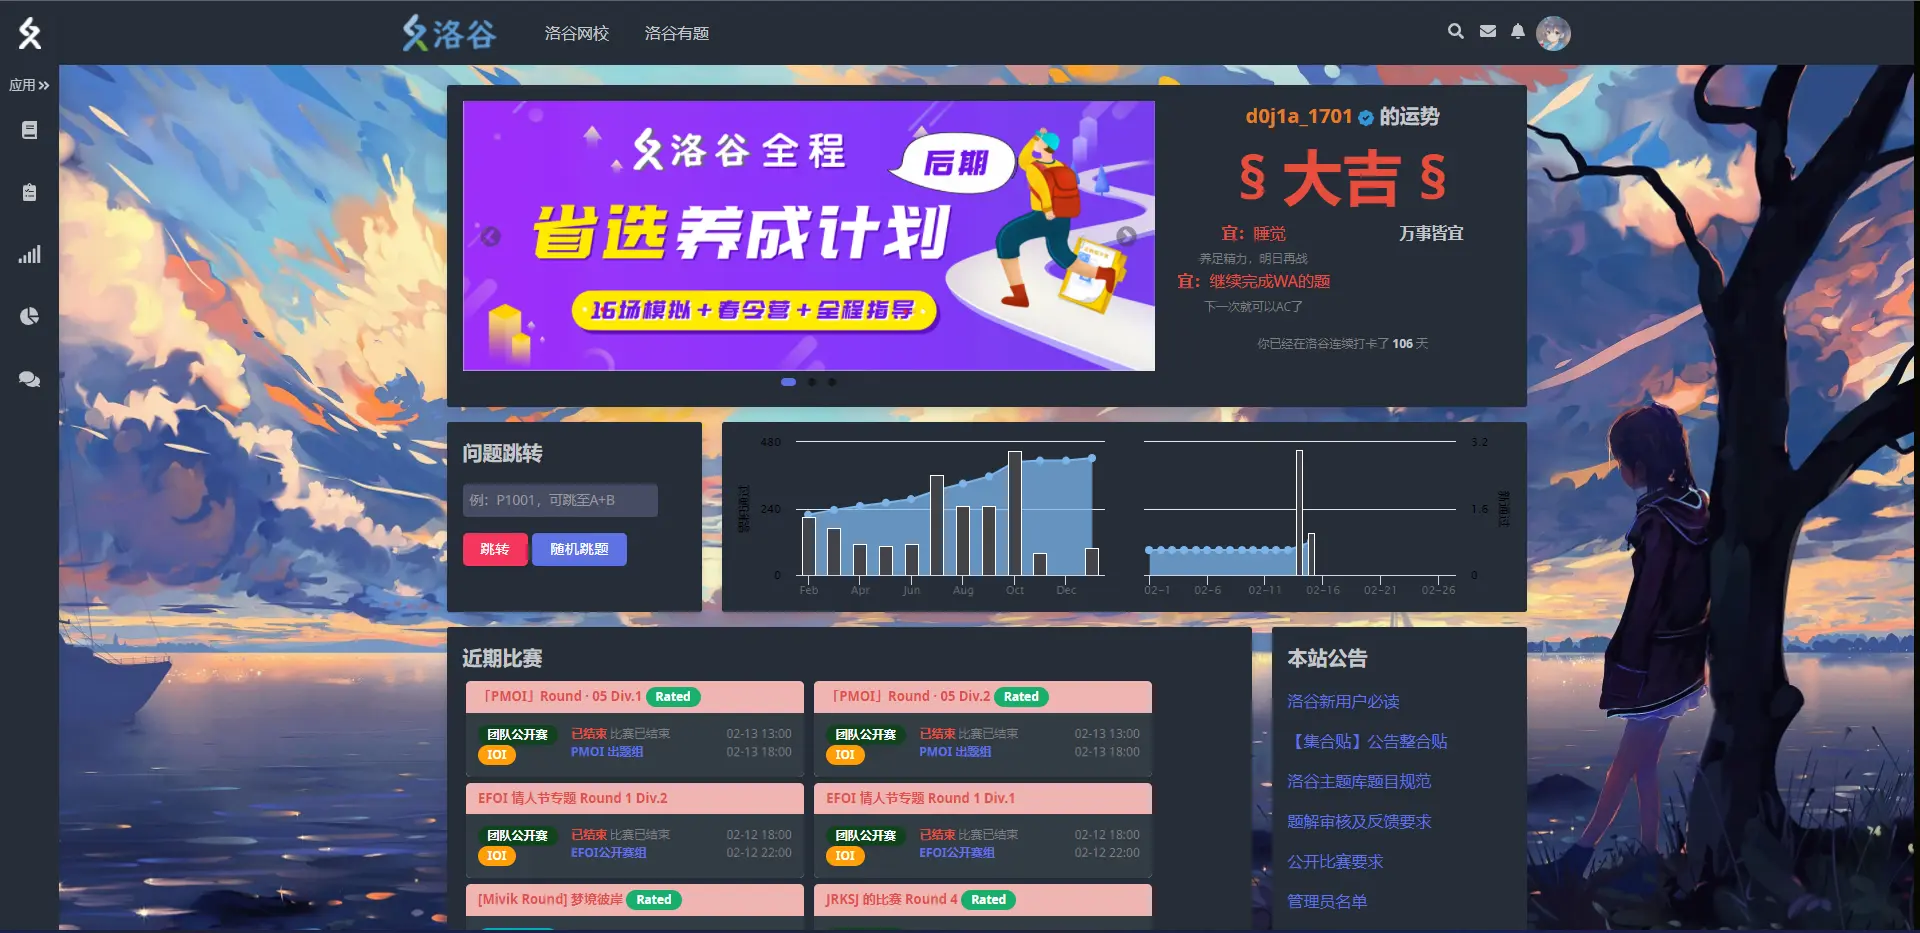 洛谷
洛谷网校
洛谷有题
应用
洛谷全程
后期
省选养成计划
16场模拟+春令营+全程指导
d0j1a_1701 的运势
§ 大吉 §
宜：睡觉
万事皆宜
养足精力，明日再战
宜：继续完成WA的题
下一次就可以AC了
你已经在洛谷连续打卡了 106 天
问题跳转
例：P1001，可跳至A+B
跳转
随机跳题
480
240
0
Feb
Apr
Jun
Aug
Oct
Dec
3.2
1.6
0
02-1
02-6
02-11
02-16
02-21
02-26
近期比赛
「PMOI」Round · 05 Div.1 Rated
团队公开赛 已结束 比赛已结束 02-13 13:00
IOI PMOI 出题组 02-13 18:00
「PMOI」Round · 05 Div.2 Rated
团队公开赛 已结束 比赛已结束 02-13 13:00
IOI PMOI 出题组 02-13 18:00
EFOI 情人节专题 Round 1 Div.2
团队公开赛 已结束 比赛已结束 02-12 18:00
IOI EFOI公开赛组 02-12 22:00
EFOI 情人节专题 Round 1 Div.1
团队公开赛 已结束 比赛已结束 02-12 18:00
IOI EFOI公开赛组 02-12 22:00
[Mivik Round] 梦境彼岸 Rated
JRKSJ 的比赛 Round 4 Rated
本站公告
洛谷新用户必读
【集合贴】公告整合贴
洛谷主题库题目规范
题解审核及反馈要求
公开比赛要求
管理员名单